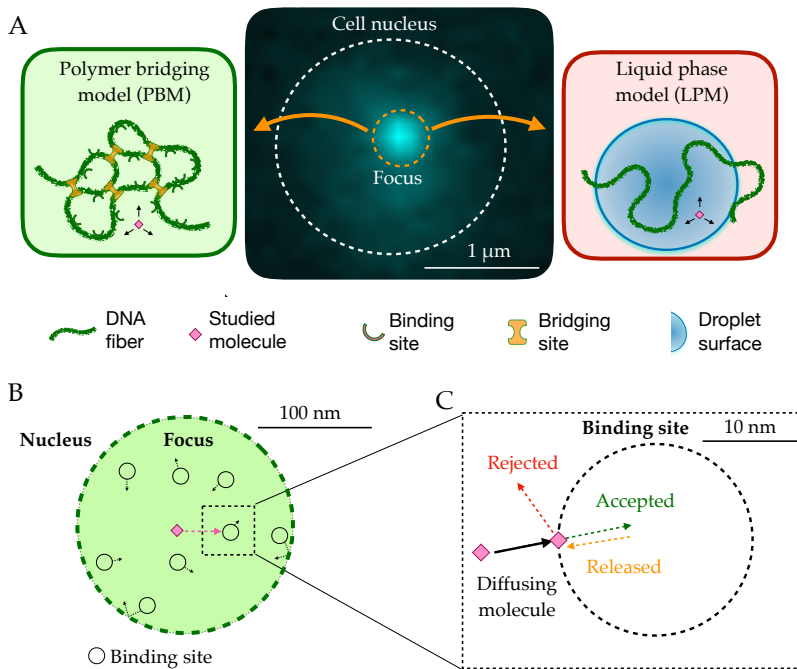 A
Polymer bridging
model (PBM)
Cell nucleus
Focus
1 µm
Liquid phase
model (LPM)
DNA
fiber
Studied
molecule
Binding
site
Bridging
site
Droplet
surface
B
100 nm
Nucleus
Focus
Binding site
C
Binding site
10 nm
Rejected
Accepted
Released
Diffusing
molecule